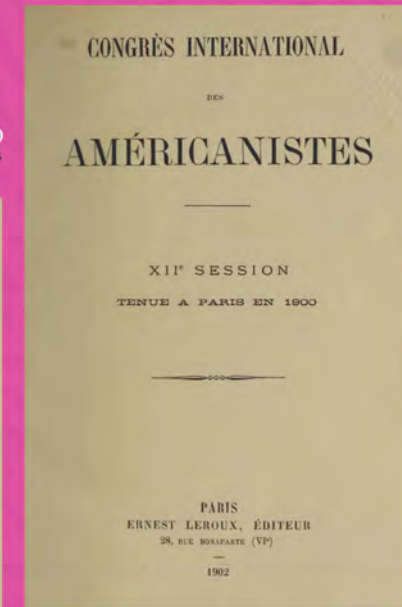 CONGRÈS INTERNATIONAL
DES
AMÉRICANISTES
XIIe SESSION
TENUE A PARIS EN 1900
PARIS
ERNEST LEROUX, ÉDITEUR
28, RUE BONAPARTE (VIe)
1902